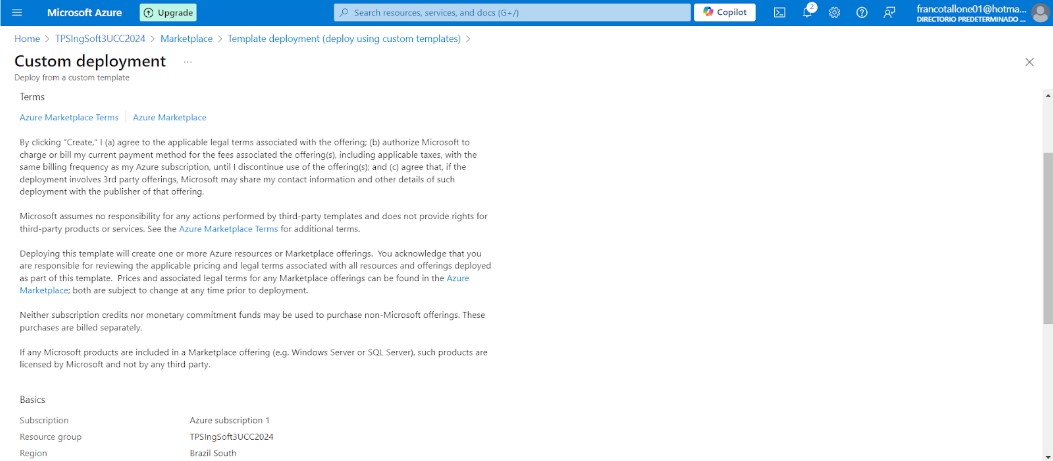 Microsoft Azure
Upgrade
Search resources, services, and docs (G+/)
Copilot
2
francotallone01@hotma...
DIRECTORIO PREDETERMINADO ...
Home > TPSIngSoft3UCC2024 > Marketplace > Template deployment (deploy using custom templates) >
Custom deployment ...
Deploy from a custom template
Terms
Azure Marketplace Terms | Azure Marketplace
By clicking "Create," I (a) agree to the applicable legal terms associated with the offering; (b) authorize Microsoft to
charge or bill my current payment method for the fees associated the offering(s), including applicable taxes, with the
same billing frequency as my Azure subscription, until I discontinue use of the offering(s); and (c) agree that, if the
deployment involves 3rd party offerings, Microsoft may share my contact information and other details of such
deployment with the publisher of that offering.
Microsoft assumes no responsibility for any actions performed by third-party templates and does not provide rights for
third-party products or services. See the Azure Marketplace Terms for additional terms.
Deploying this template will create one or more Azure resources or Marketplace offerings. You acknowledge that you
are responsible for reviewing the applicable pricing and legal terms associated with all resources and offerings deployed
as part of this template. Prices and associated legal terms for any Marketplace offerings can be found in the Azure
Marketplace; both are subject to change at any time prior to deployment.
Neither subscription credits nor monetary commitment funds may be used to purchase non-Microsoft offerings. These
purchases are billed separately.
If any Microsoft products are included in a Marketplace offering (e.g. Windows Server or SQL Server), such products are
licensed by Microsoft and not by any third party.
Basics
Subscription Azure subscription 1
Resource group TPSIngSoft3UCC2024
Region Brazil South